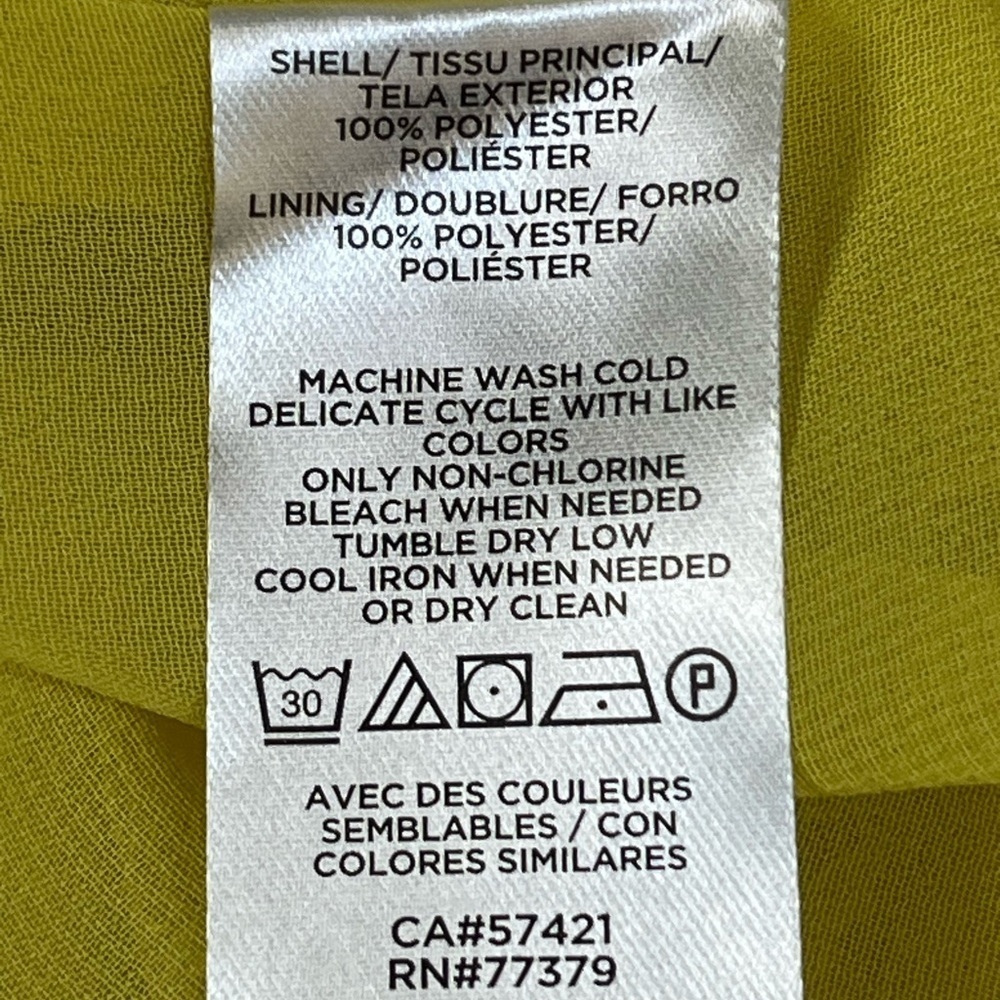 SHELL/ TISSU PRINCIPAL/
TELA EXTERIOR
100% POLYESTER/
POLIÉSTER
LINING/ DOUBLURE/ FORRO
100% POLYESTER/
POLIÉSTER
MACHINE WASH COLD
DELICATE CYCLE WITH LIKE
COLORS
ONLY NON-CHLORINE
BLEACH WHEN NEEDED
TUMBLE DRY LOW
COOL IRON WHEN NEEDED
OR DRY CLEAN
30 P
AVEC DES COULEURS
SEMBLABLES / CON
COLORES SIMILARES
CA#57421
RN#77379